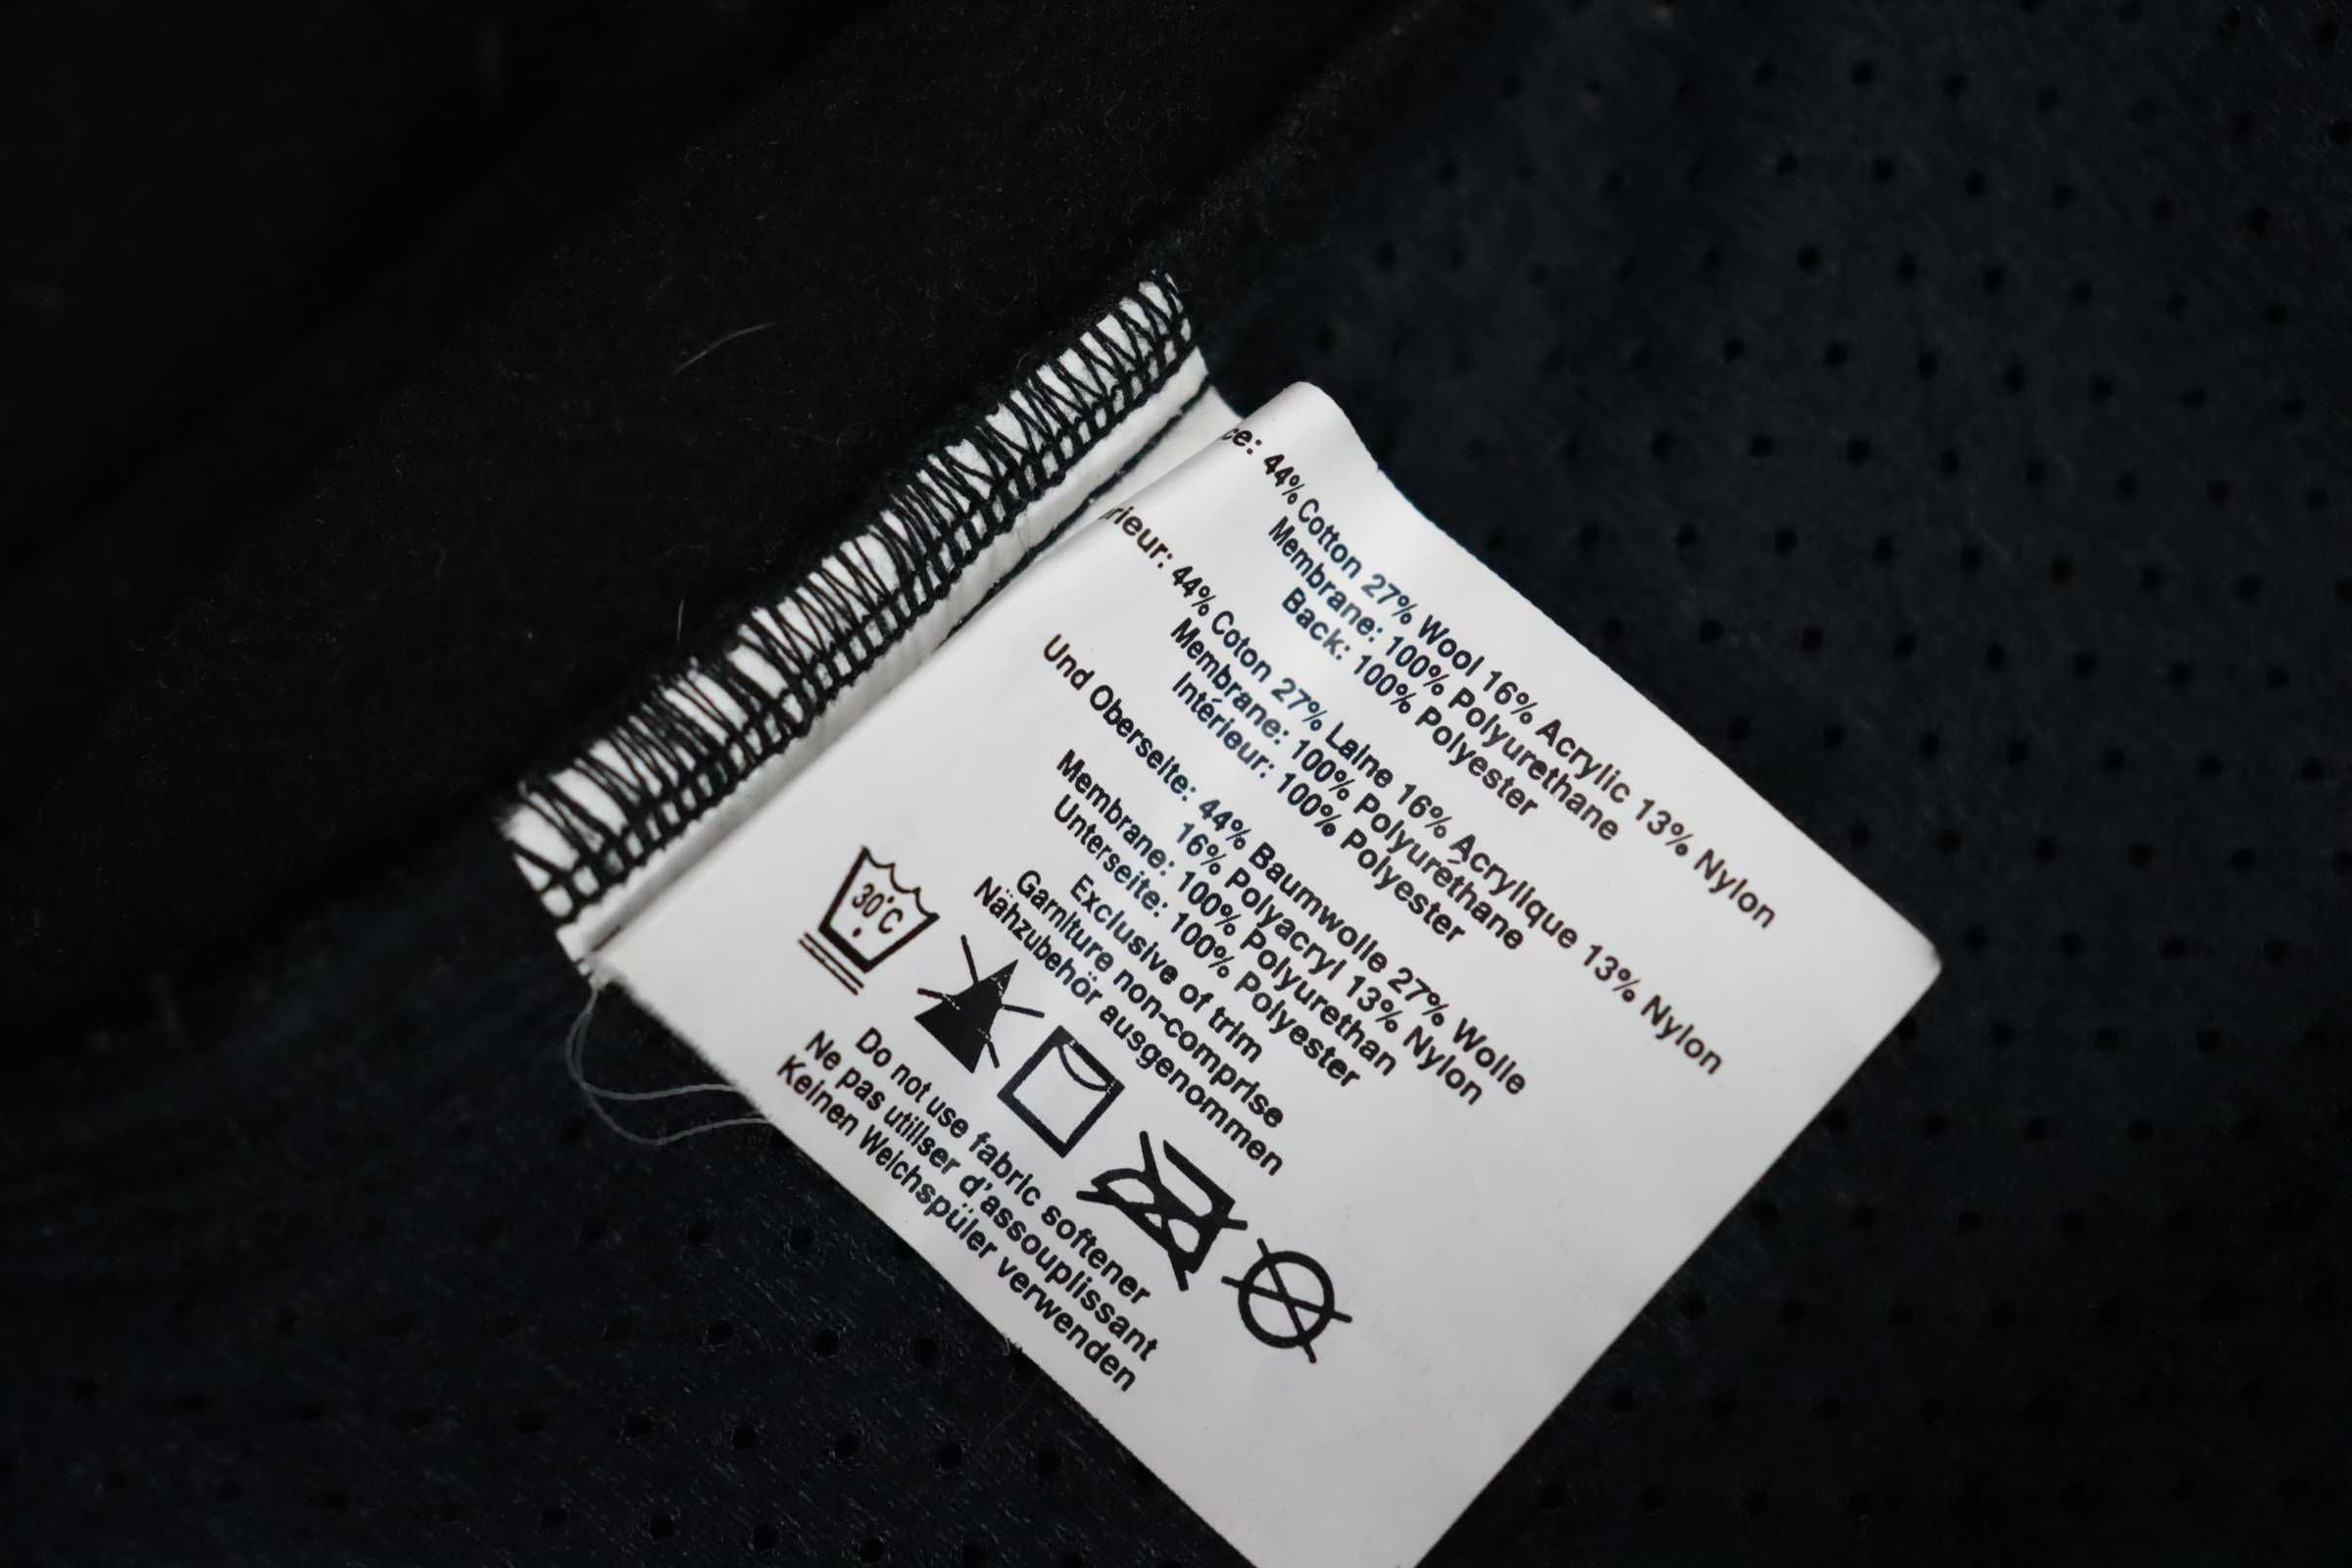 ce: 44% Cotton 27% Wool 16% Acrylic 13% Nylon
Membrane: 100% Polyurethane
Back: 100% Polyester
rieur: 44% Coton 27% Laine 16% Acryllque 13% Nylon
Membrane: 100% Polyuréthane
Intérieur: 100% Polyester
Und Oberseite: 44% Baumwolle 27% Wolle
16% Polyacryl 13% Nylon
Membrane: 100% Polyurethan
Unterseite: 100% Polyester
Exclusive of trim
Garniture non-comprise
Nähzubehör ausgenommen
30°C
Do not use fabric softener
Ne pas utiliser d'assouplissant
Keinen Weichspüler verwenden